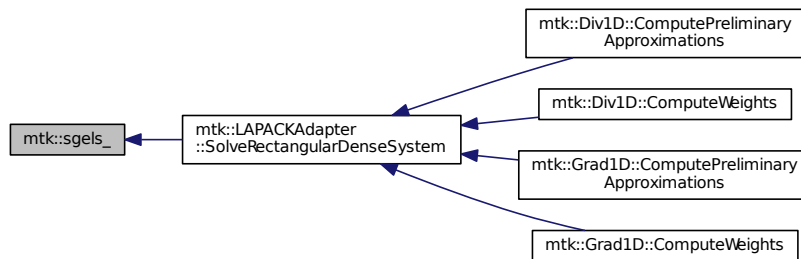 mtk::Div1D::ComputePreliminary
Approximations
mtk::Div1D::ComputeWeights
mtk::LAPACKAdapter
::SolveRectangularDenseSystem
mtk::sgels_
mtk::Grad1D::ComputePreliminary
Approximations
mtk::Grad1D::ComputeWeights